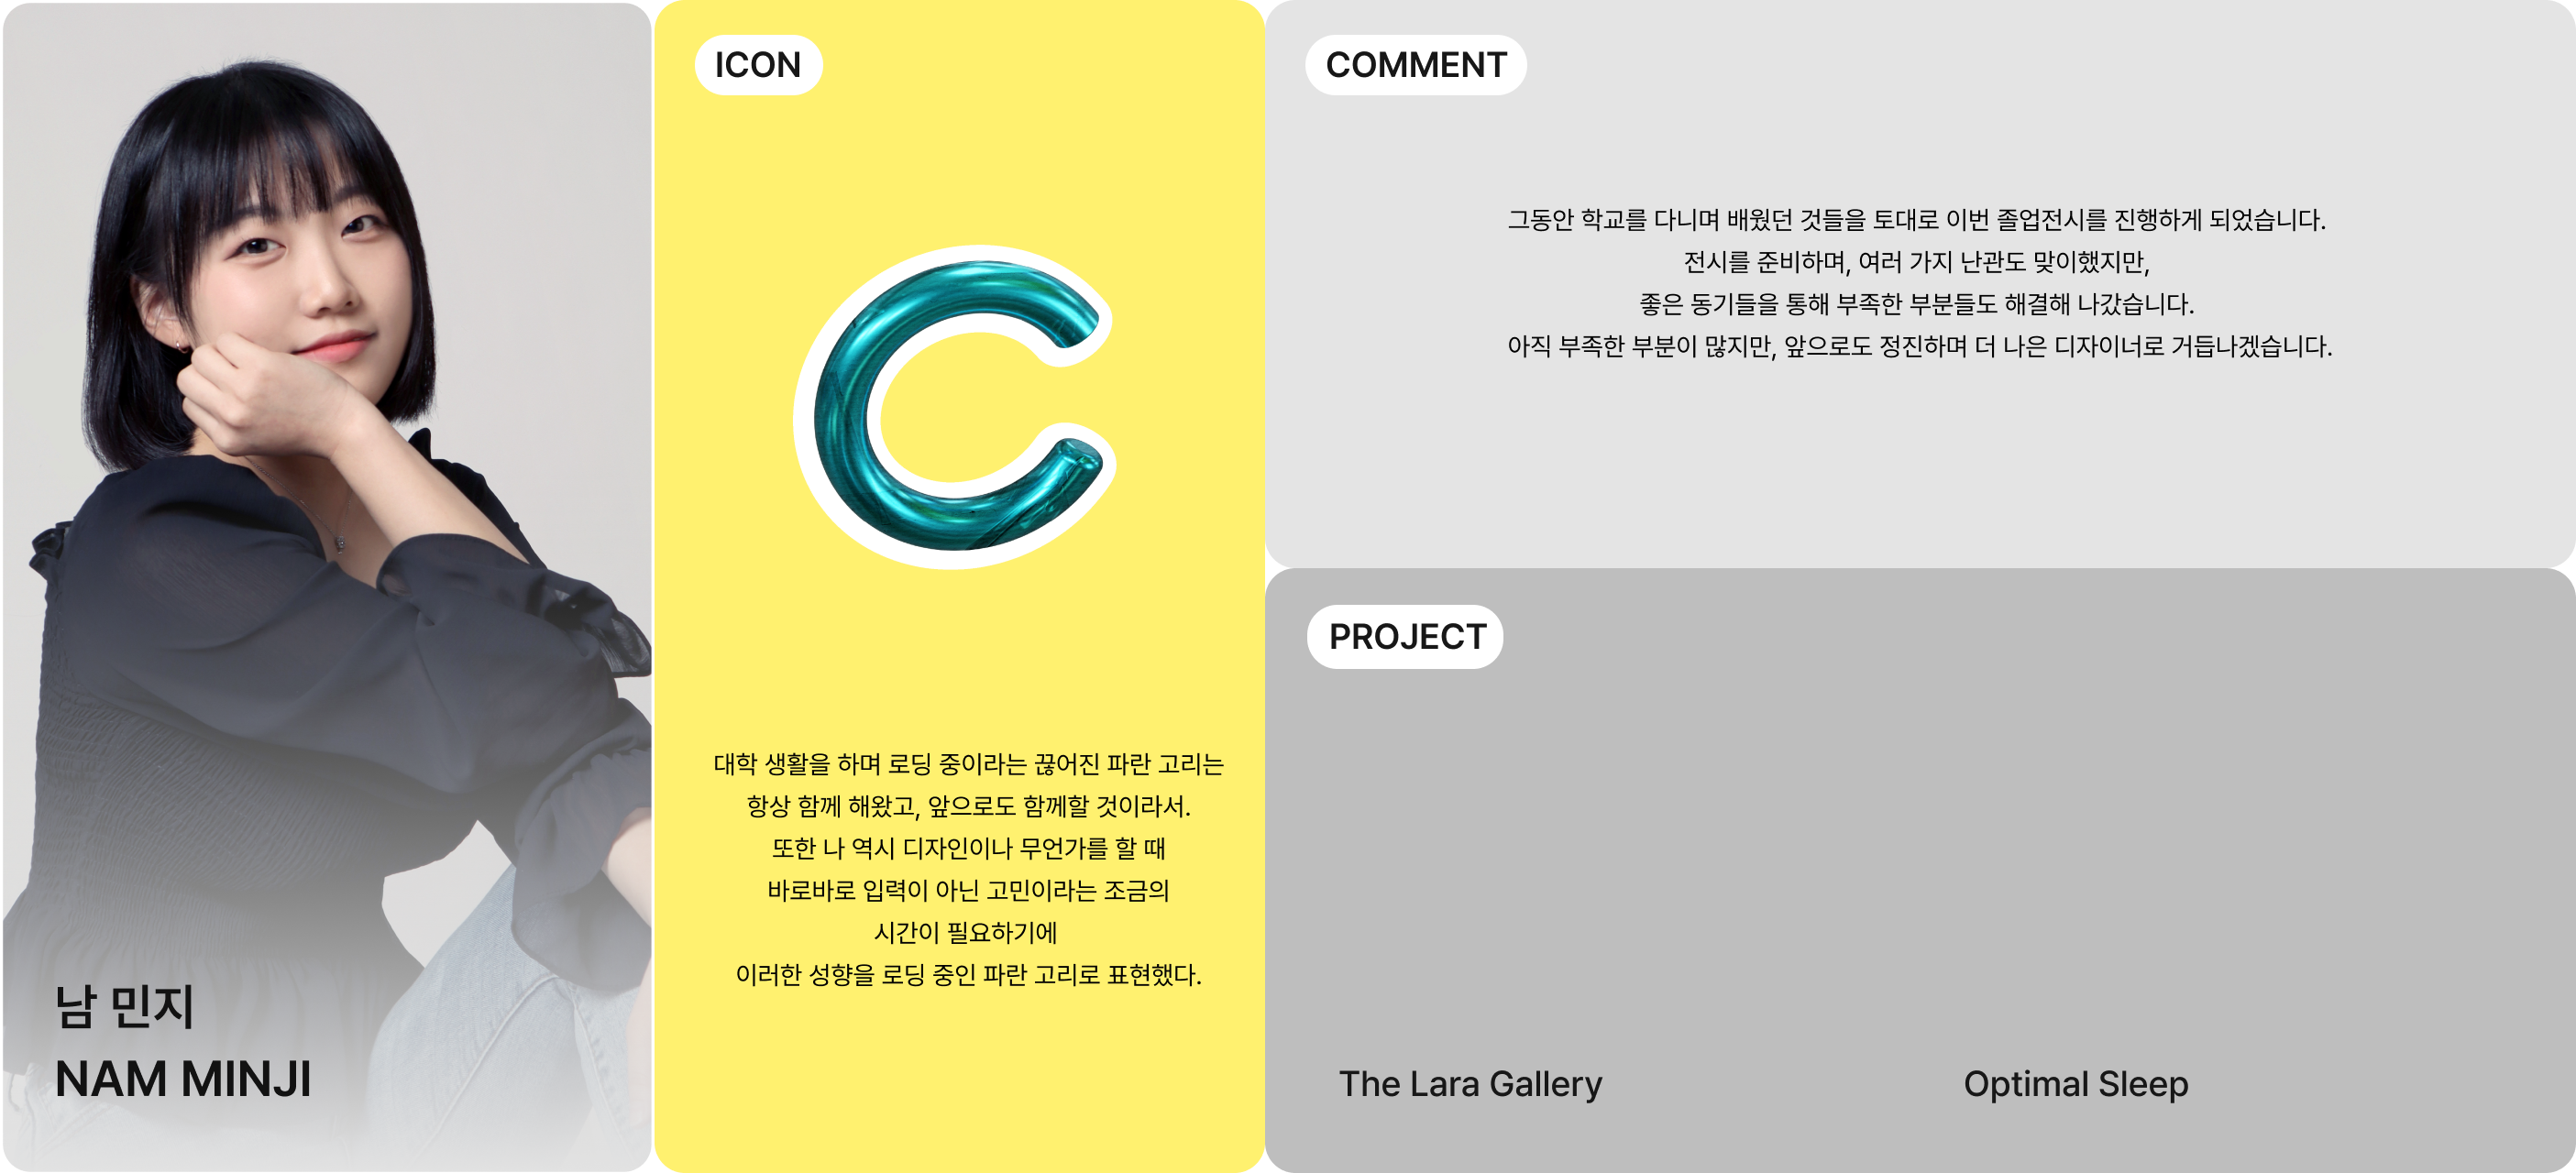 남 민지
NAM MINJI
ICON
대학 생활을 하며 로딩 중이라는 끊어진 파란 고리는
항상 함께 해왔고, 앞으로도 함께할 것이라서.
또한 나 역시 디자인이나 무언가를 할 때
바로바로 입력이 아닌 고민이라는 조금의
시간이 필요하기에
이러한 성향을 로딩 중인 파란 고리로 표현했다.
COMMENT
그동안 학교를 다니며 배웠던 것들을 토대로 이번 졸업전시를 진행하게 되었습니다.
전시를 준비하며, 여러 가지 난관도 맞이했지만,
좋은 동기들을 통해 부족한 부분들도 해결해 나갔습니다.
아직 부족한 부분이 많지만, 앞으로도 정진하며 더 나은 디자이너로 거듭나겠습니다.
PROJECT
The Lara Gallery
Optimal Sleep